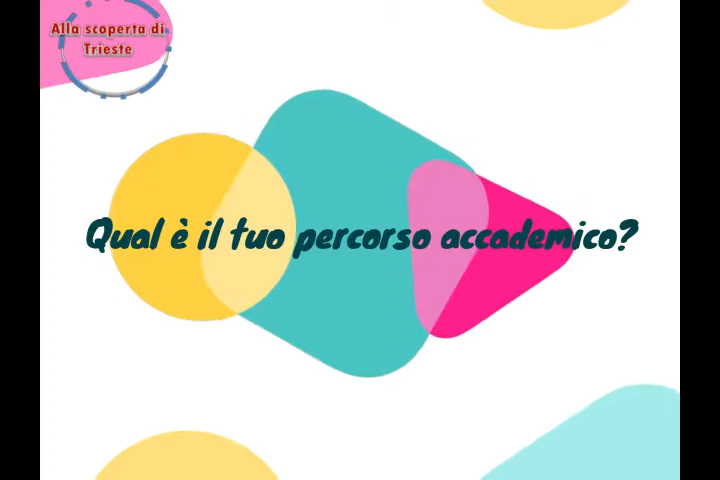 Alla scoperta di
Trieste
Qual è il tuo percorso accademico?